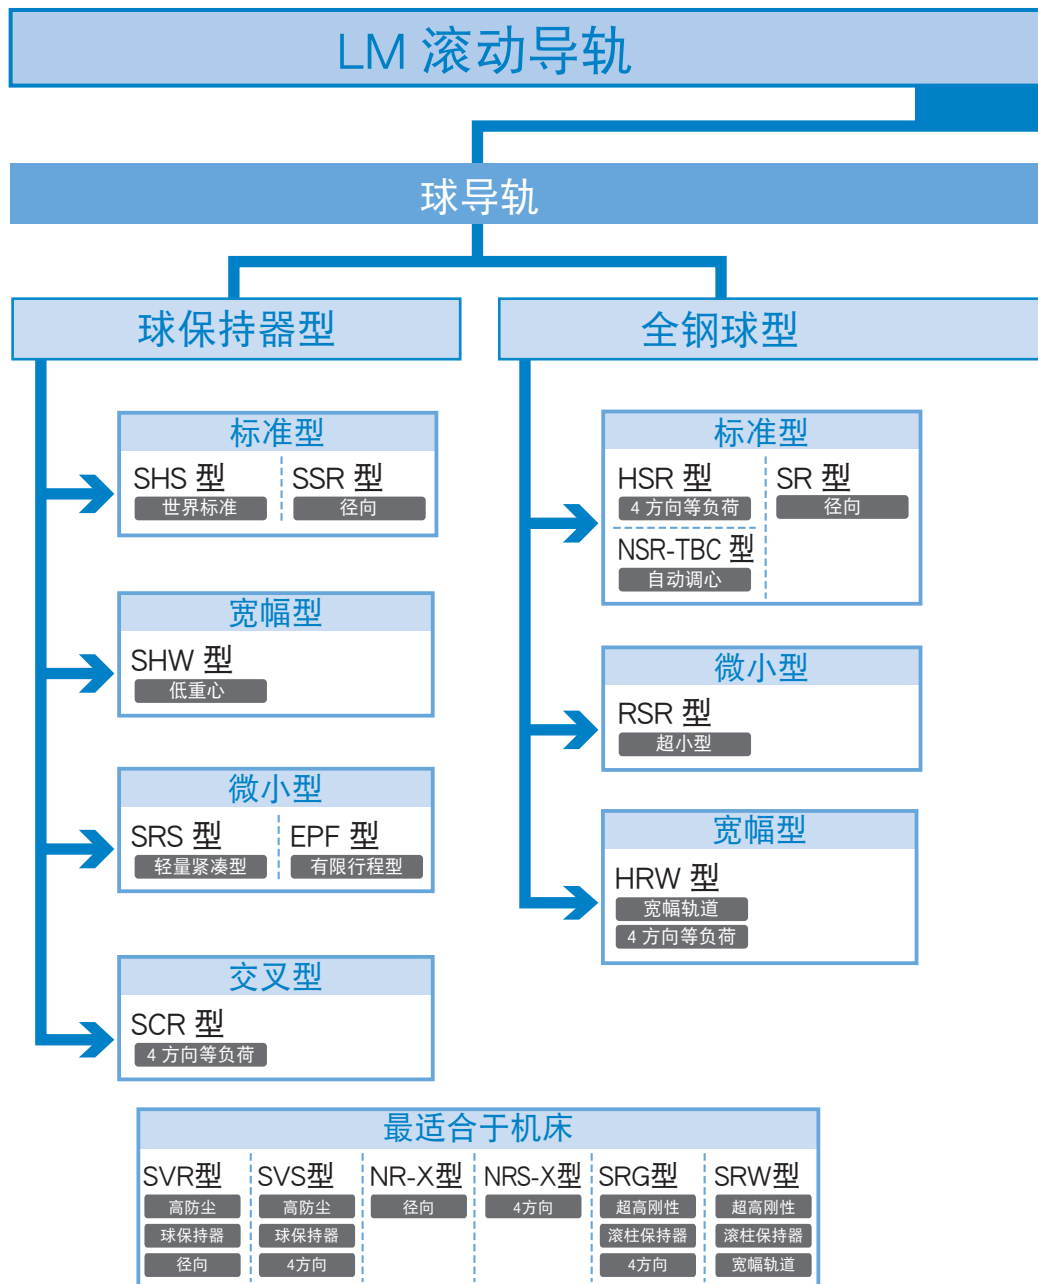 LM 滚动导轨
球导轨
球保持器型
标准型
SHS 型
世界标准
SSR 型
径向
宽幅型
SHW 型
低重心
微小型
SRS 型
轻量紧凑型
EPF 型
有限行程型
交叉型
SCR 型
4 方向等负荷
全钢球型
标准型
HSR 型
4 方向等负荷
NSR-TBC 型
自动调心
SR 型
径向
微小型
RSR 型
超小型
宽幅型
HRW 型
宽幅轨道
4 方向等负荷
最适合于机床
SVR型
高防尘
球保持器
径向
SVS型
高防尘
球保持器
4方向
NR-X型
径向
NRS-X型
4方向
SRG型
超高刚性
滚柱保持器
4方向
SRW型
超高刚性
滚柱保持器
宽幅轨道